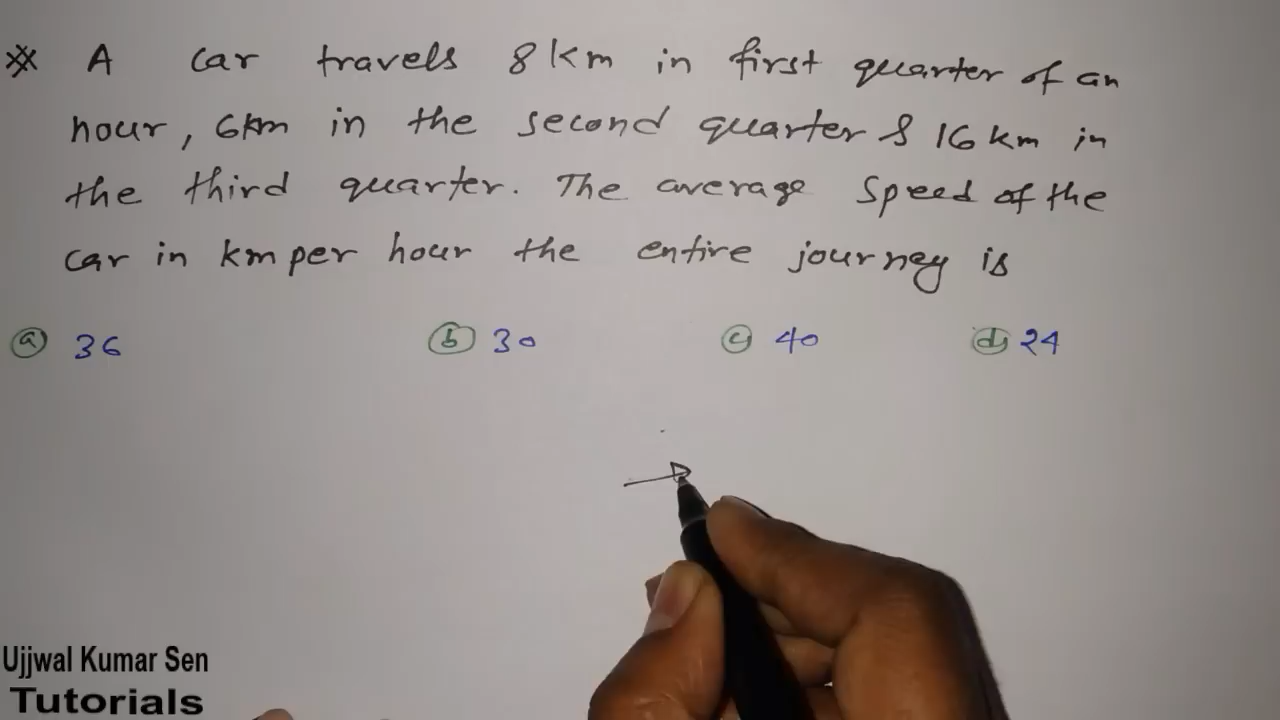 A car travels 8 km in first quarter of an
hour, 6km in the second quarter & 16 km in
the third quarter. The average speed of the
car in km per hour the entire journey is
(a) 36 (b) 30 (c) 40 (d) 24
Ujjwal Kumar Sen
Tutorials